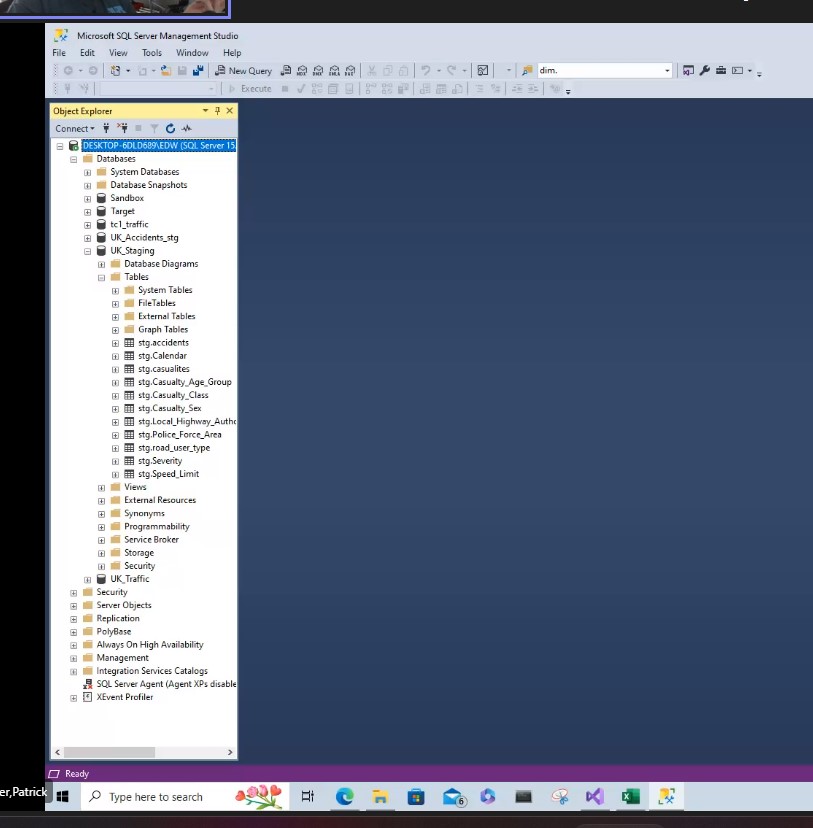 Microsoft SQL Server Management Studio
File Edit View Tools Window Help
New Query
dim.
Execute
Object Explorer
Connect
DESKTOP-6DLD689\EDW (SQL Server 15.
Databases
System Databases
Database Snapshots
Sandbox
Target
tc1_traffic
UK_Accidents_stg
UK_Staging
Database Diagrams
Tables
System Tables
FileTables
External Tables
Graph Tables
stg.accidents
stg.Calendar
stg.casualites
stg.Casualty_Age_Group
stg.Casualty_Class
stg.Casualty_Sex
stg.Local_Highway_Autho
stg.Police_Force_Area
stg.road_user_type
stg.Severity
stg.Speed_Limit
Views
External Resources
Synonyms
Programmability
Service Broker
Storage
Security
UK_Traffic
Security
Server Objects
Replication
PolyBase
Always On High Availability
Management
Integration Services Catalogs
SQL Server Agent (Agent XPs disable
XEvent Profiler
Ready
er,Patrick
Type here to search
6